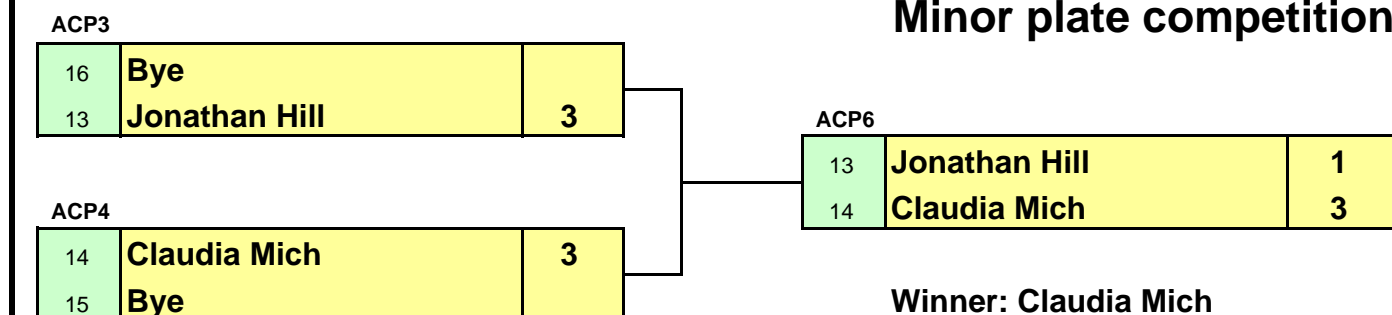 Minor plate competition
ACP3
16 Bye
13 Jonathan Hill 3
ACP6
13 Jonathan Hill 1
14 Claudia Mich 3
ACP4
14 Claudia Mich 3
15 Bye
Winner: Claudia Mich